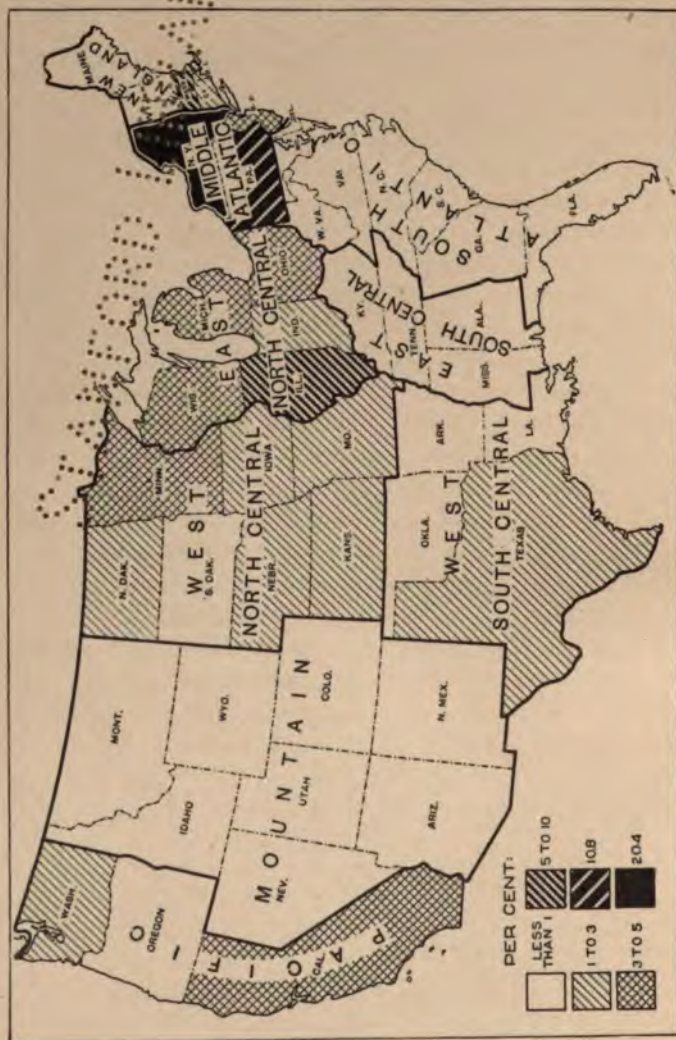 MAINE
NEW
ENGLAND
N.Y.
MIDDLE
ATLANTIC
PA.
MICH.
WIS.
EAST
NORTH CENTRAL
OHIO
IND.
ILL.
MINN.
N. DAK.
WEST
S. DAK.
NORTH CENTRAL
IOWA
NEBR.
MO.
KANS.
W. VA.
VA.
N.C.
S.C.
GA.
FLA.
SOUTH
ATLANTIC
KY.
TENN.
EAST
SOUTH
CENTRAL
ALA.
MISS.
ARK.
LA.
OKLA.
WEST
SOUTH CENTRAL
TEXAS
MONT.
IDAHO
WYO.
MOUNTAIN
NEV.
UTAH
COLO.
ARIZ.
N. MEX.
WASH.
OREGON
CAL.
PACIFIC
PER CENT:
LESS THAN 1
1 TO 3
3 TO 5
5 TO 10
10.8
20.4